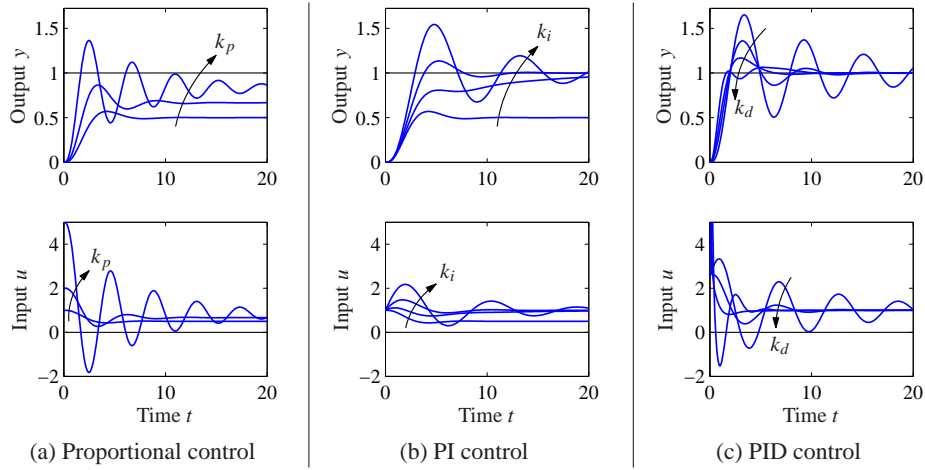 1.5
1
0.5
0
0
10
20
Output y
k_p
4
2
0
−2
0
10
20
Input u
k_p
Time t
(a) Proportional control
1.5
1
0.5
0
0
10
20
Output y
k_i
4
2
0
−2
0
10
20
Input u
k_i
Time t
(b) PI control
1.5
1
0.5
0
0
10
20
Output y
k_d
4
2
0
−2
0
10
20
Input u
k_d
Time t
(c) PID control